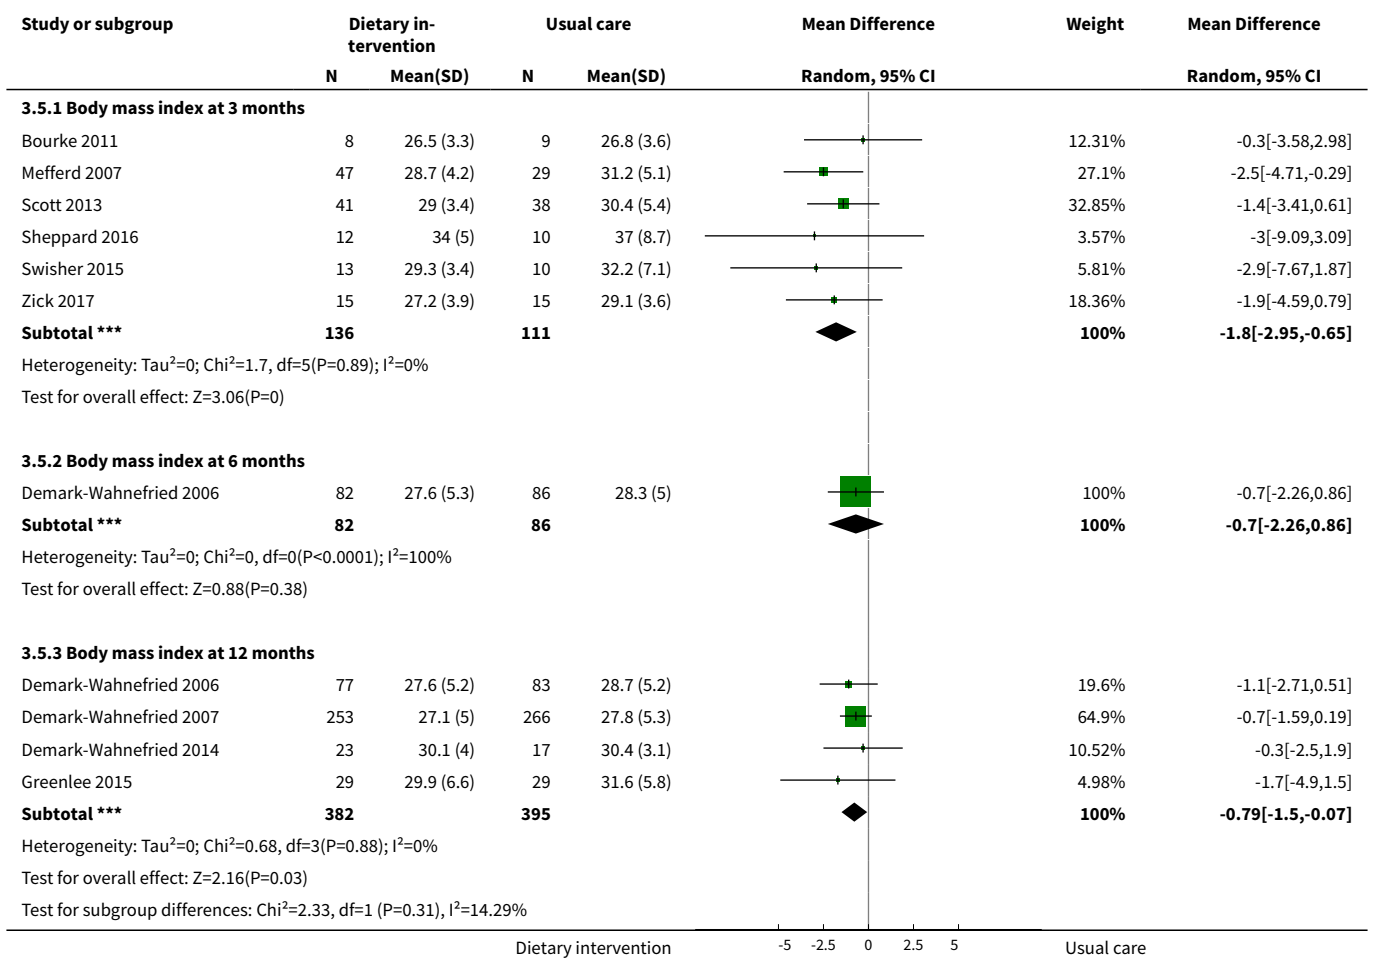 Study or subgroup Dietary in- Usual care Mean Difference Weight Mean Difference
tervention
N Mean(SD) N Mean(SD) Random, 95% CI Random, 95% CI
3.5.1 Body mass index at 3 months
Bourke 2011 8 26.5 (3.3) 9 26.8 (3.6) 12.31% -0.3[-3.58,2.98]
Mefferd 2007 47 28.7 (4.2) 29 31.2 (5.1) 27.1% -2.5[-4.71,-0.29]
Scott 2013 41 29 (3.4) 38 30.4 (5.4) 32.85% -1.4[-3.41,0.61]
Sheppard 2016 12 34 (5) 10 37 (8.7) 3.57% -3[-9.09,3.09]
Swisher 2015 13 29.3 (3.4) 10 32.2 (7.1) 5.81% -2.9[-7.67,1.87]
Zick 2017 15 27.2 (3.9) 15 29.1 (3.6) 18.36% -1.9[-4.59,0.79]
Subtotal *** 136 111 100% -1.8[-2.95,-0.65]
Heterogeneity: Tau²=0; Chi²=1.7, df=5(P=0.89); I²=0%
Test for overall effect: Z=3.06(P=0)
3.5.2 Body mass index at 6 months
Demark-Wahnefried 2006 82 27.6 (5.3) 86 28.3 (5) 100% -0.7[-2.26,0.86]
Subtotal *** 82 86 100% -0.7[-2.26,0.86]
Heterogeneity: Tau²=0; Chi²=0, df=0(P<0.0001); I²=100%
Test for overall effect: Z=0.88(P=0.38)
3.5.3 Body mass index at 12 months
Demark-Wahnefried 2006 77 27.6 (5.2) 83 28.7 (5.2) 19.6% -1.1[-2.71,0.51]
Demark-Wahnefried 2007 253 27.1 (5) 266 27.8 (5.3) 64.9% -0.7[-1.59,0.19]
Demark-Wahnefried 2014 23 30.1 (4) 17 30.4 (3.1) 10.52% -0.3[-2.5,1.9]
Greenlee 2015 29 29.9 (6.6) 29 31.6 (5.8) 4.98% -1.7[-4.9,1.5]
Subtotal *** 382 395 100% -0.79[-1.5,-0.07]
Heterogeneity: Tau²=0; Chi²=0.68, df=3(P=0.88); I²=0%
Test for overall effect: Z=2.16(P=0.03)
Test for subgroup differences: Chi²=2.33, df=1 (P=0.31), I²=14.29%
Dietary intervention -5 -2.5 0 2.5 5 Usual care